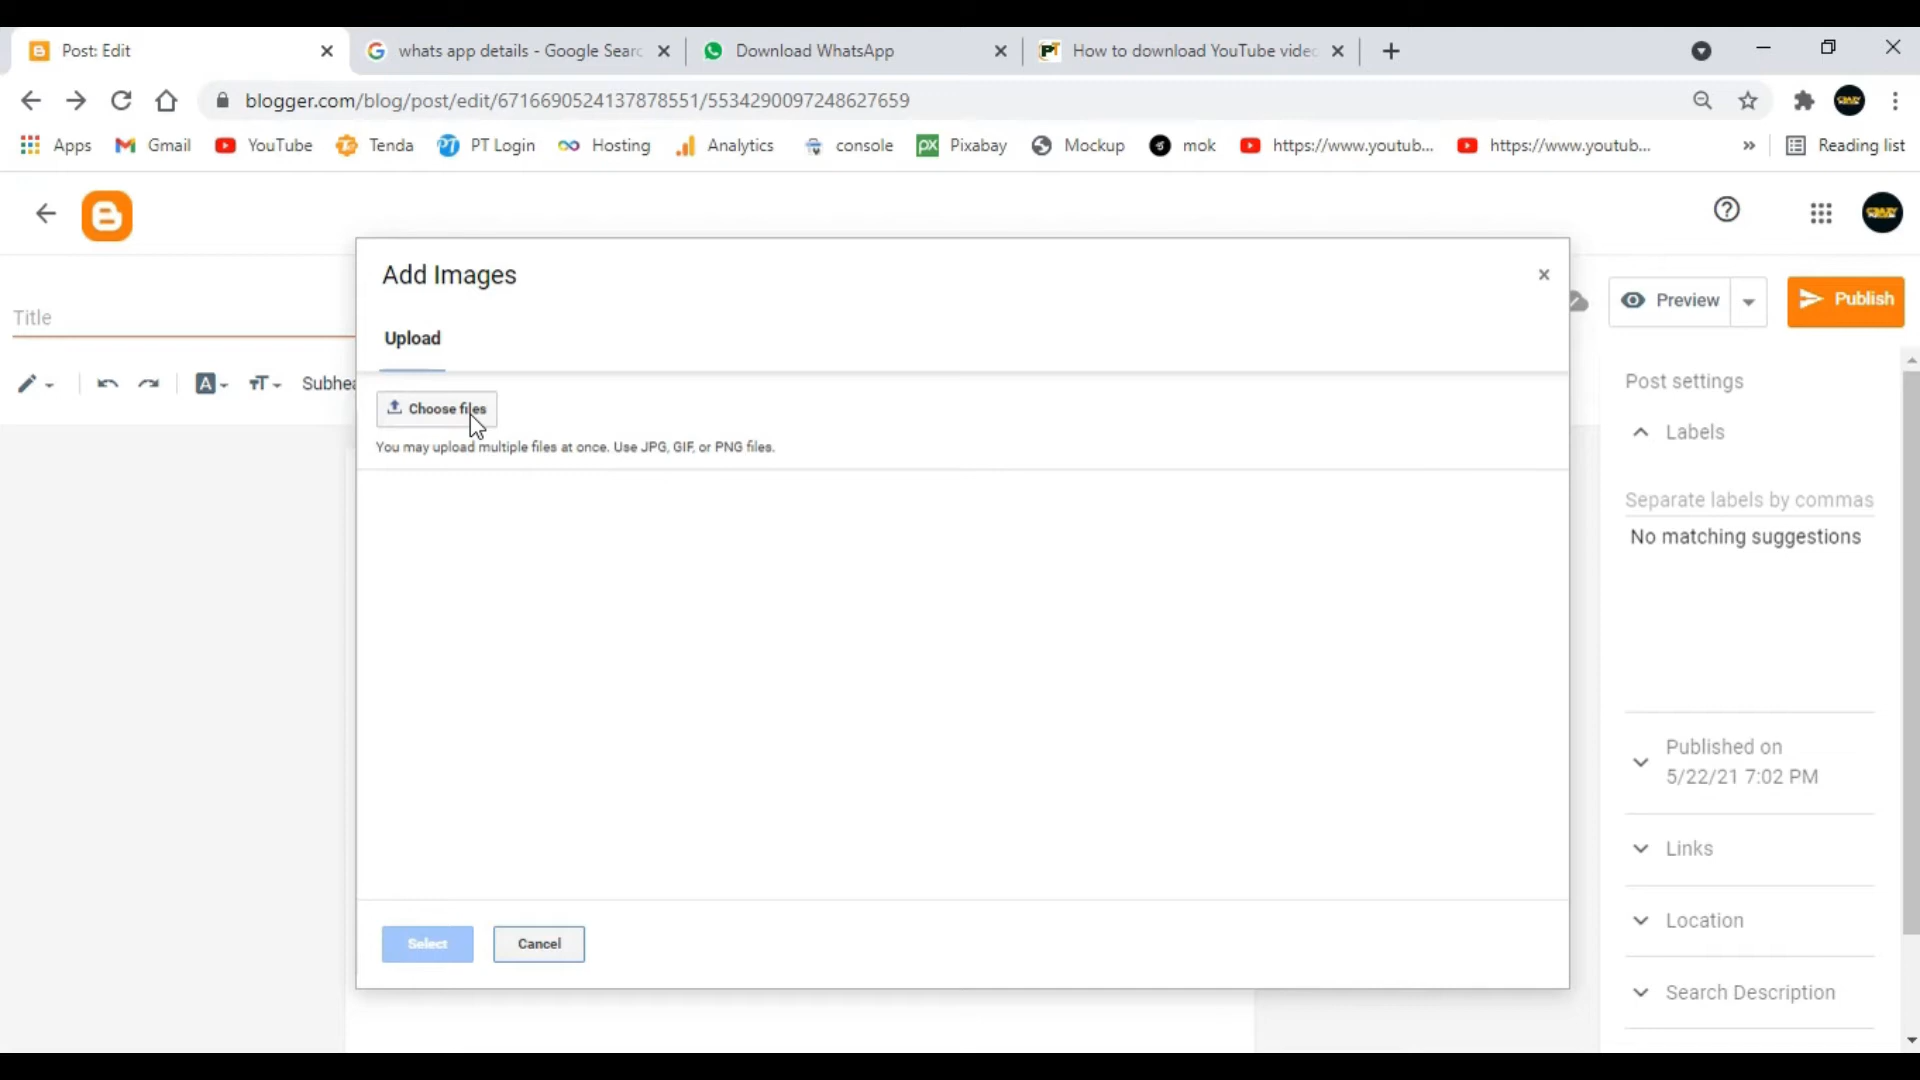 Post: Edit
whats app details - Google Searc
Download WhatsApp
How to download YouTube video
blogger.com/blog/post/edit/6716690524137878551/5534290097248627659
Apps
Gmail
YouTube
Tenda
PT Login
Hosting
Analytics
console
Pixabay
Mockup
mok
https://www.youtub...
https://www.youtub...
»
Reading list
Add Images
Title
Preview
Publish
Upload
Subhea
Post settings
Choose files
Labels
You may upload multiple files at once. Use JPG, GIF, or PNG files.
Separate labels by commas
No matching suggestions
Published on
5/22/21 7:02 PM
Links
Location
Select
Cancel
Search Description